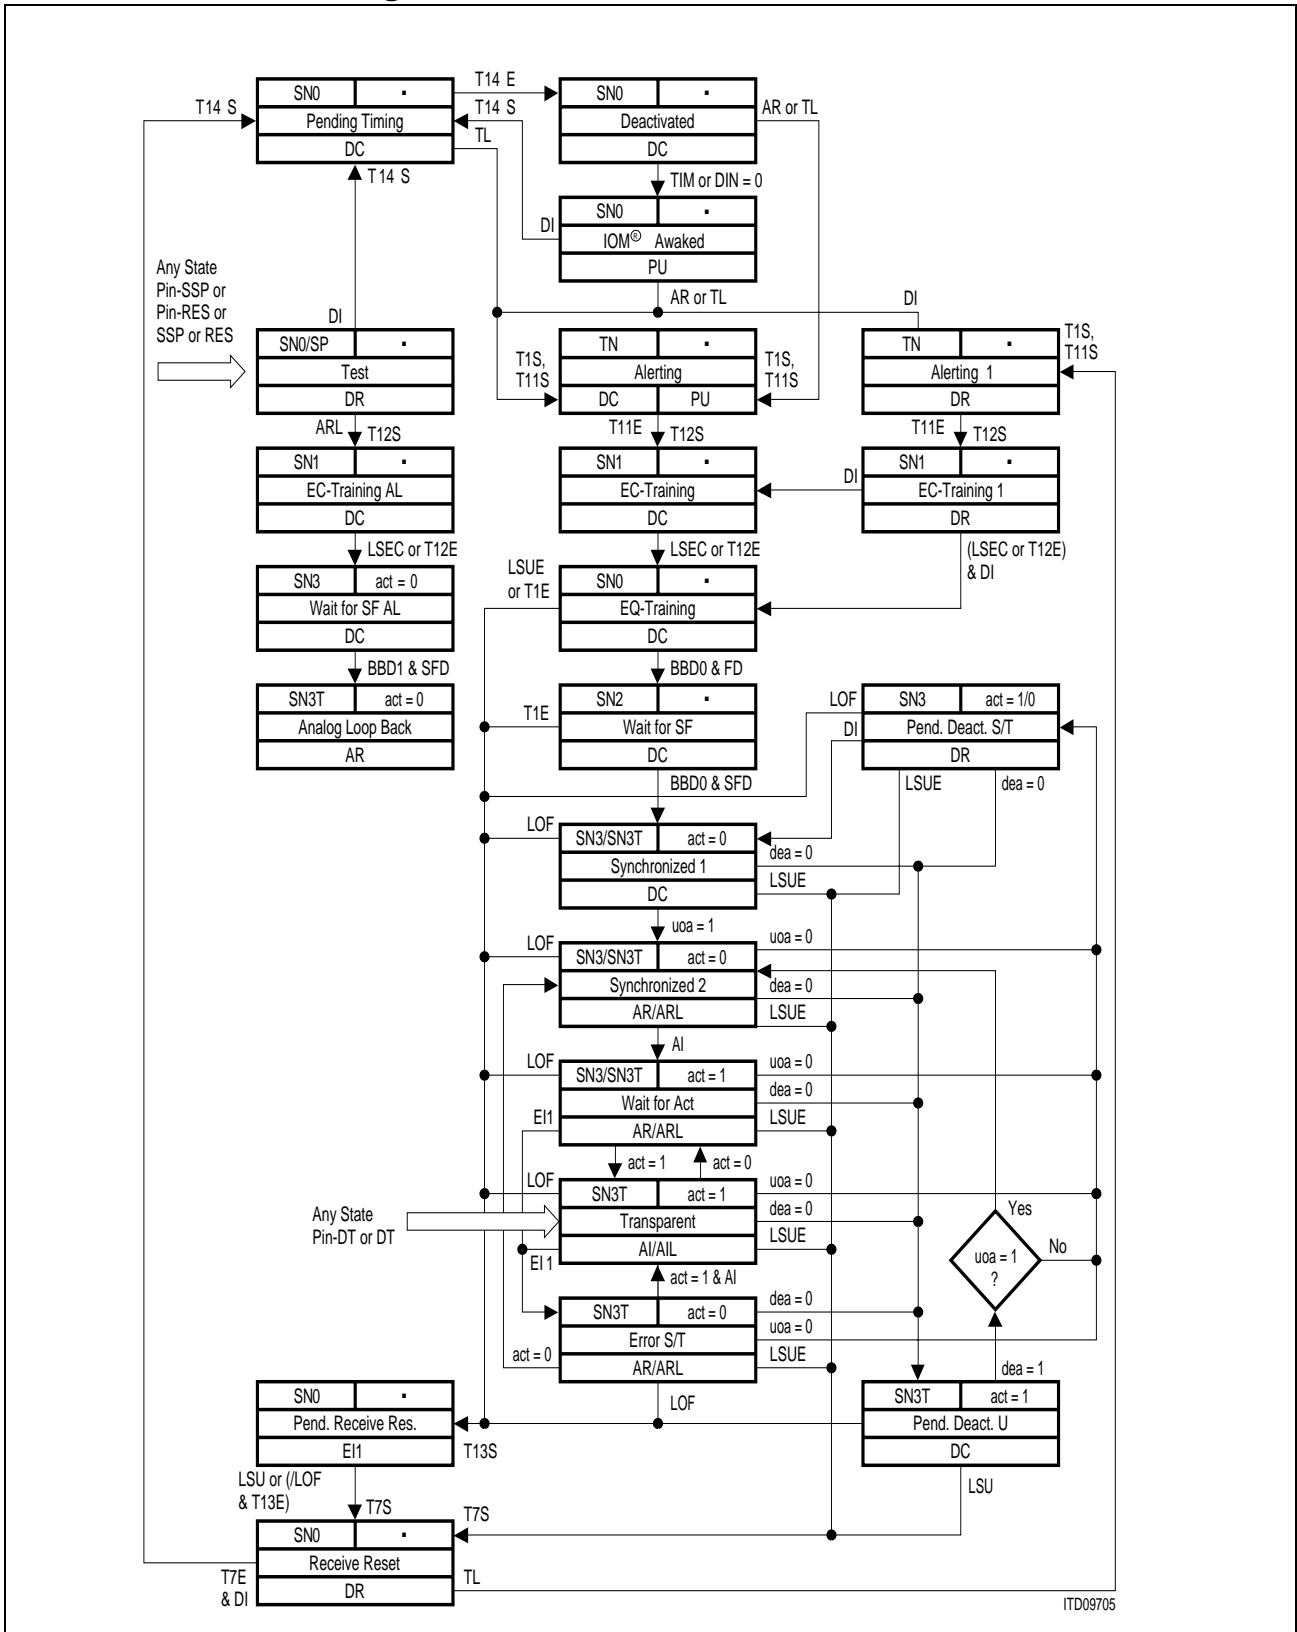 T14 E
SN0
SN0
T14 S
T14 S
AR or TL
Pending Timing
Deactivated
TL
DC
DC
T14 S
TIM or DIN = 0
SN0
DI
IOM® Awaked
PU
Any State
Pin-SSP or
Pin-RES or
SSP or RES
AR or TL
DI
DI
SN0/SP
Test
DR
T1S,
T11S
TN
Alerting
DC
PU
T1S,
T11S
TN
Alerting 1
DR
T1S,
T11S
ARL
T12S
T11E
T12S
T11E
T12S
SN1
EC-Training AL
DC
SN1
EC-Training
DC
DI
SN1
EC-Training 1
DR
LSEC or T12E
LSEC or T12E
(LSEC or T12E)
& DI
LSUE
or T1E
SN3
act = 0
Wait for SF AL
DC
SN0
EQ-Training
DC
BBD1 & SFD
BBD0 & FD
SN3T
act = 0
Analog Loop Back
AR
T1E
SN2
Wait for SF
DC
LOF
DI
SN3
act = 1/0
Pend. Deact. S/T
DR
BBD0 & SFD
LSUE
dea = 0
LOF
SN3/SN3T
act = 0
Synchronized 1
DC
dea = 0
LSUE
uoa = 1
LOF
SN3/SN3T
act = 0
Synchronized 2
AR/ARL
uoa = 0
dea = 0
LSUE
AI
LOF
SN3/SN3T
act = 1
Wait for Act
AR/ARL
uoa = 0
dea = 0
LSUE
EI1
act = 1
act = 0
LOF
SN3T
act = 1
Transparent
AI/AIL
uoa = 0
dea = 0
LSUE
Any State
Pin-DT or DT
Yes
uoa = 1
?
No
EI1
act = 1 & AI
SN3T
act = 0
Error S/T
AR/ARL
dea = 0
uoa = 0
LSUE
act = 0
dea = 1
LOF
SN0
Pend. Receive Res.
EI1
T13S
SN3T
act = 1
Pend. Deact. U
DC
LSU or (/LOF
& T13E)
T7S
T7S
LSU
SN0
Receive Reset
DR
T7E
& DI
TL
ITD09705